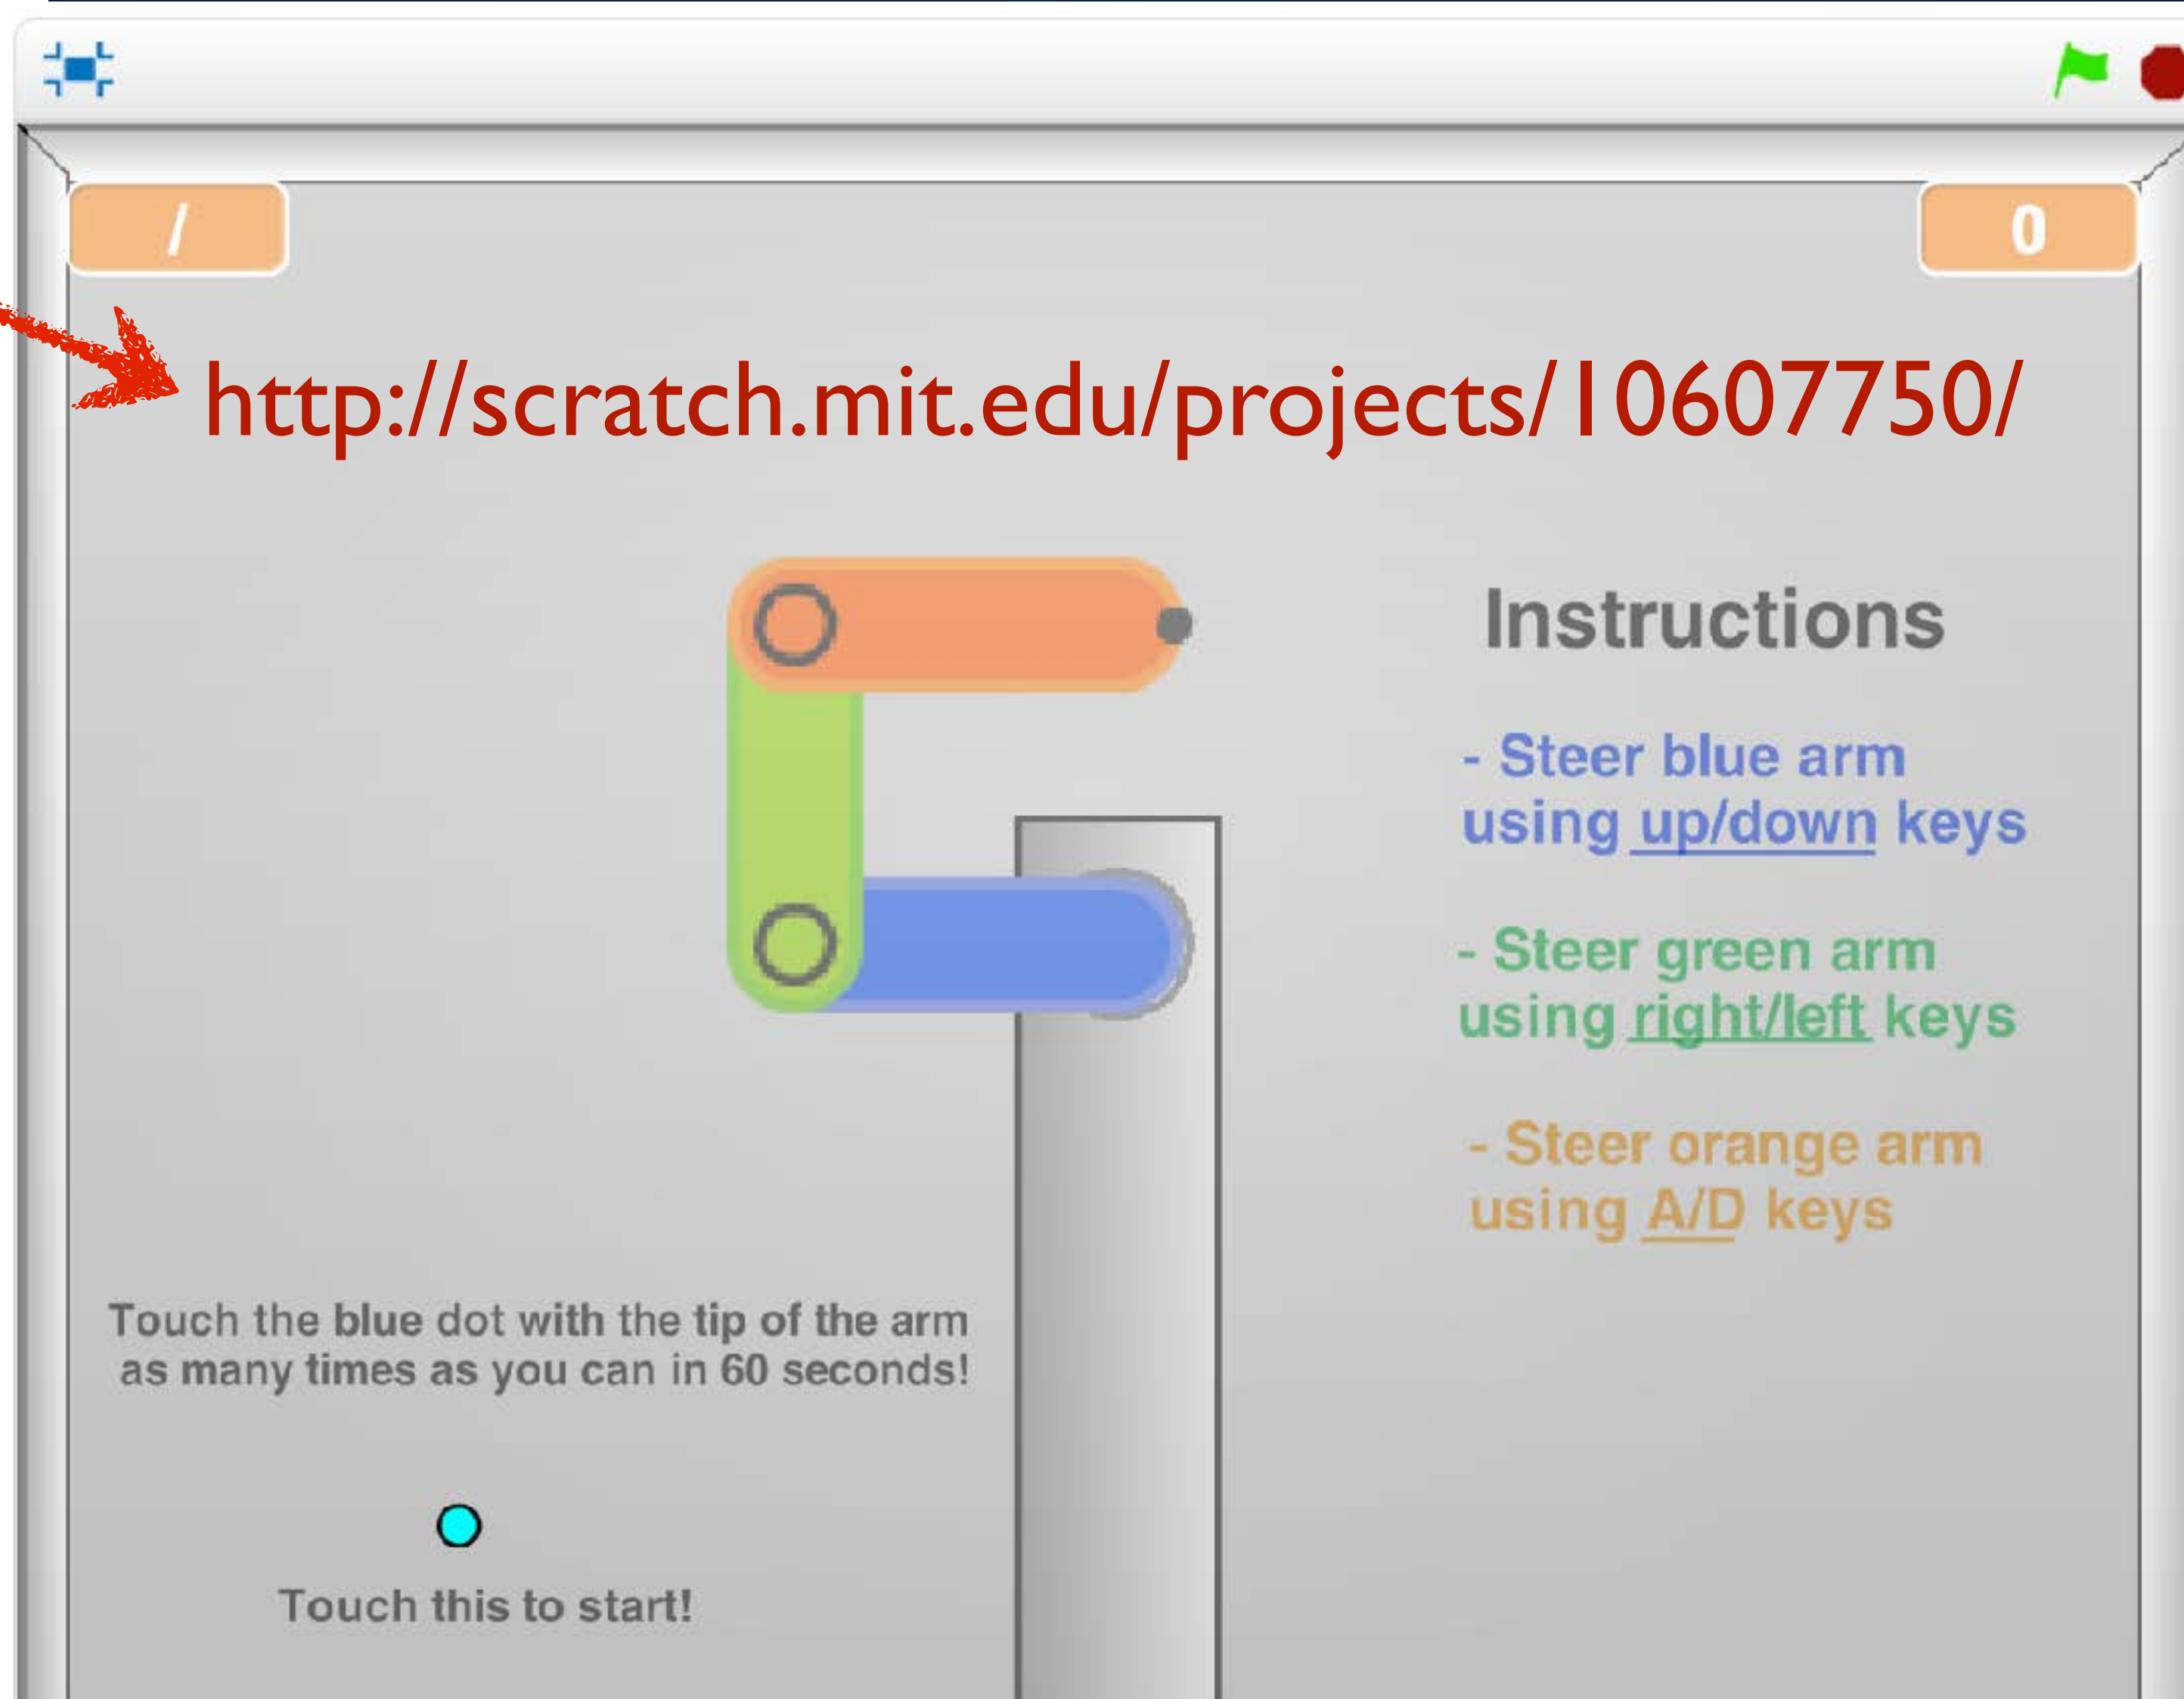 /
0
http://scratch.mit.edu/projects/10607750/
Instructions
- Steer blue arm
using up/down keys
- Steer green arm
using right/left keys
- Steer orange arm
using A/D keys
Touch the blue dot with the tip of the arm
as many times as you can in 60 seconds!
Touch this to start!